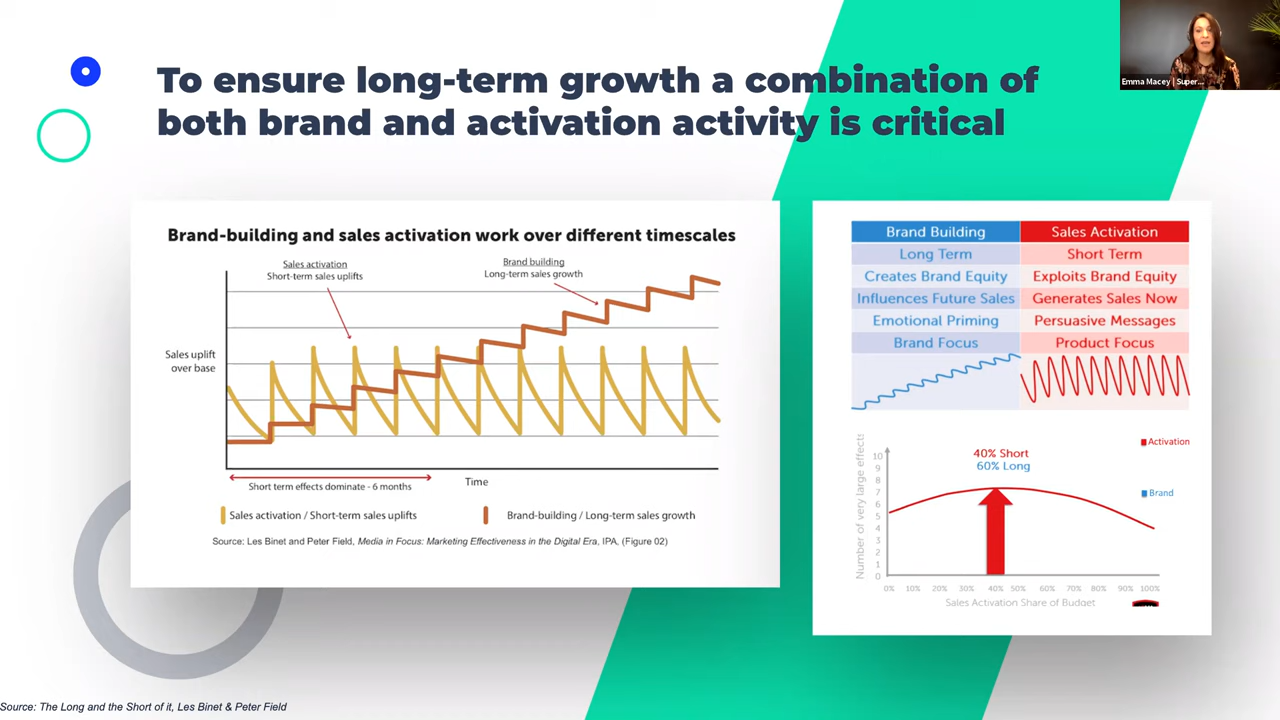 Emma Macey | Super...
To ensure long-term growth a combination of
both brand and activation activity is critical
Brand-building and sales activation work over different timescales
Sales activation
Short-term sales uplifts
Brand building
Long-term sales growth
Sales uplift
over base
Short term effects dominate - 6 months
Time
Sales activation / Short-term sales uplifts
Brand-building / Long-term sales growth
Source: Les Binet and Peter Field, Media in Focus: Marketing Effectiveness in the Digital Era, IPA, (Figure 02)
Brand Building
Sales Activation
Long Term
Short Term
Creates Brand Equity
Exploits Brand Equity
Influences Future Sales
Generates Sales Now
Emotional Priming
Persuasive Messages
Brand Focus
Product Focus
Activation
Brand
40% Short
60% Long
Number of very large effects
10
9
8
7
6
5
4
3
2
1
0
0% 10% 20% 30% 40% 50% 60% 70% 80% 90% 100%
Sales Activation Share of Budget
Source: The Long and the Short of it, Les Binet & Peter Field